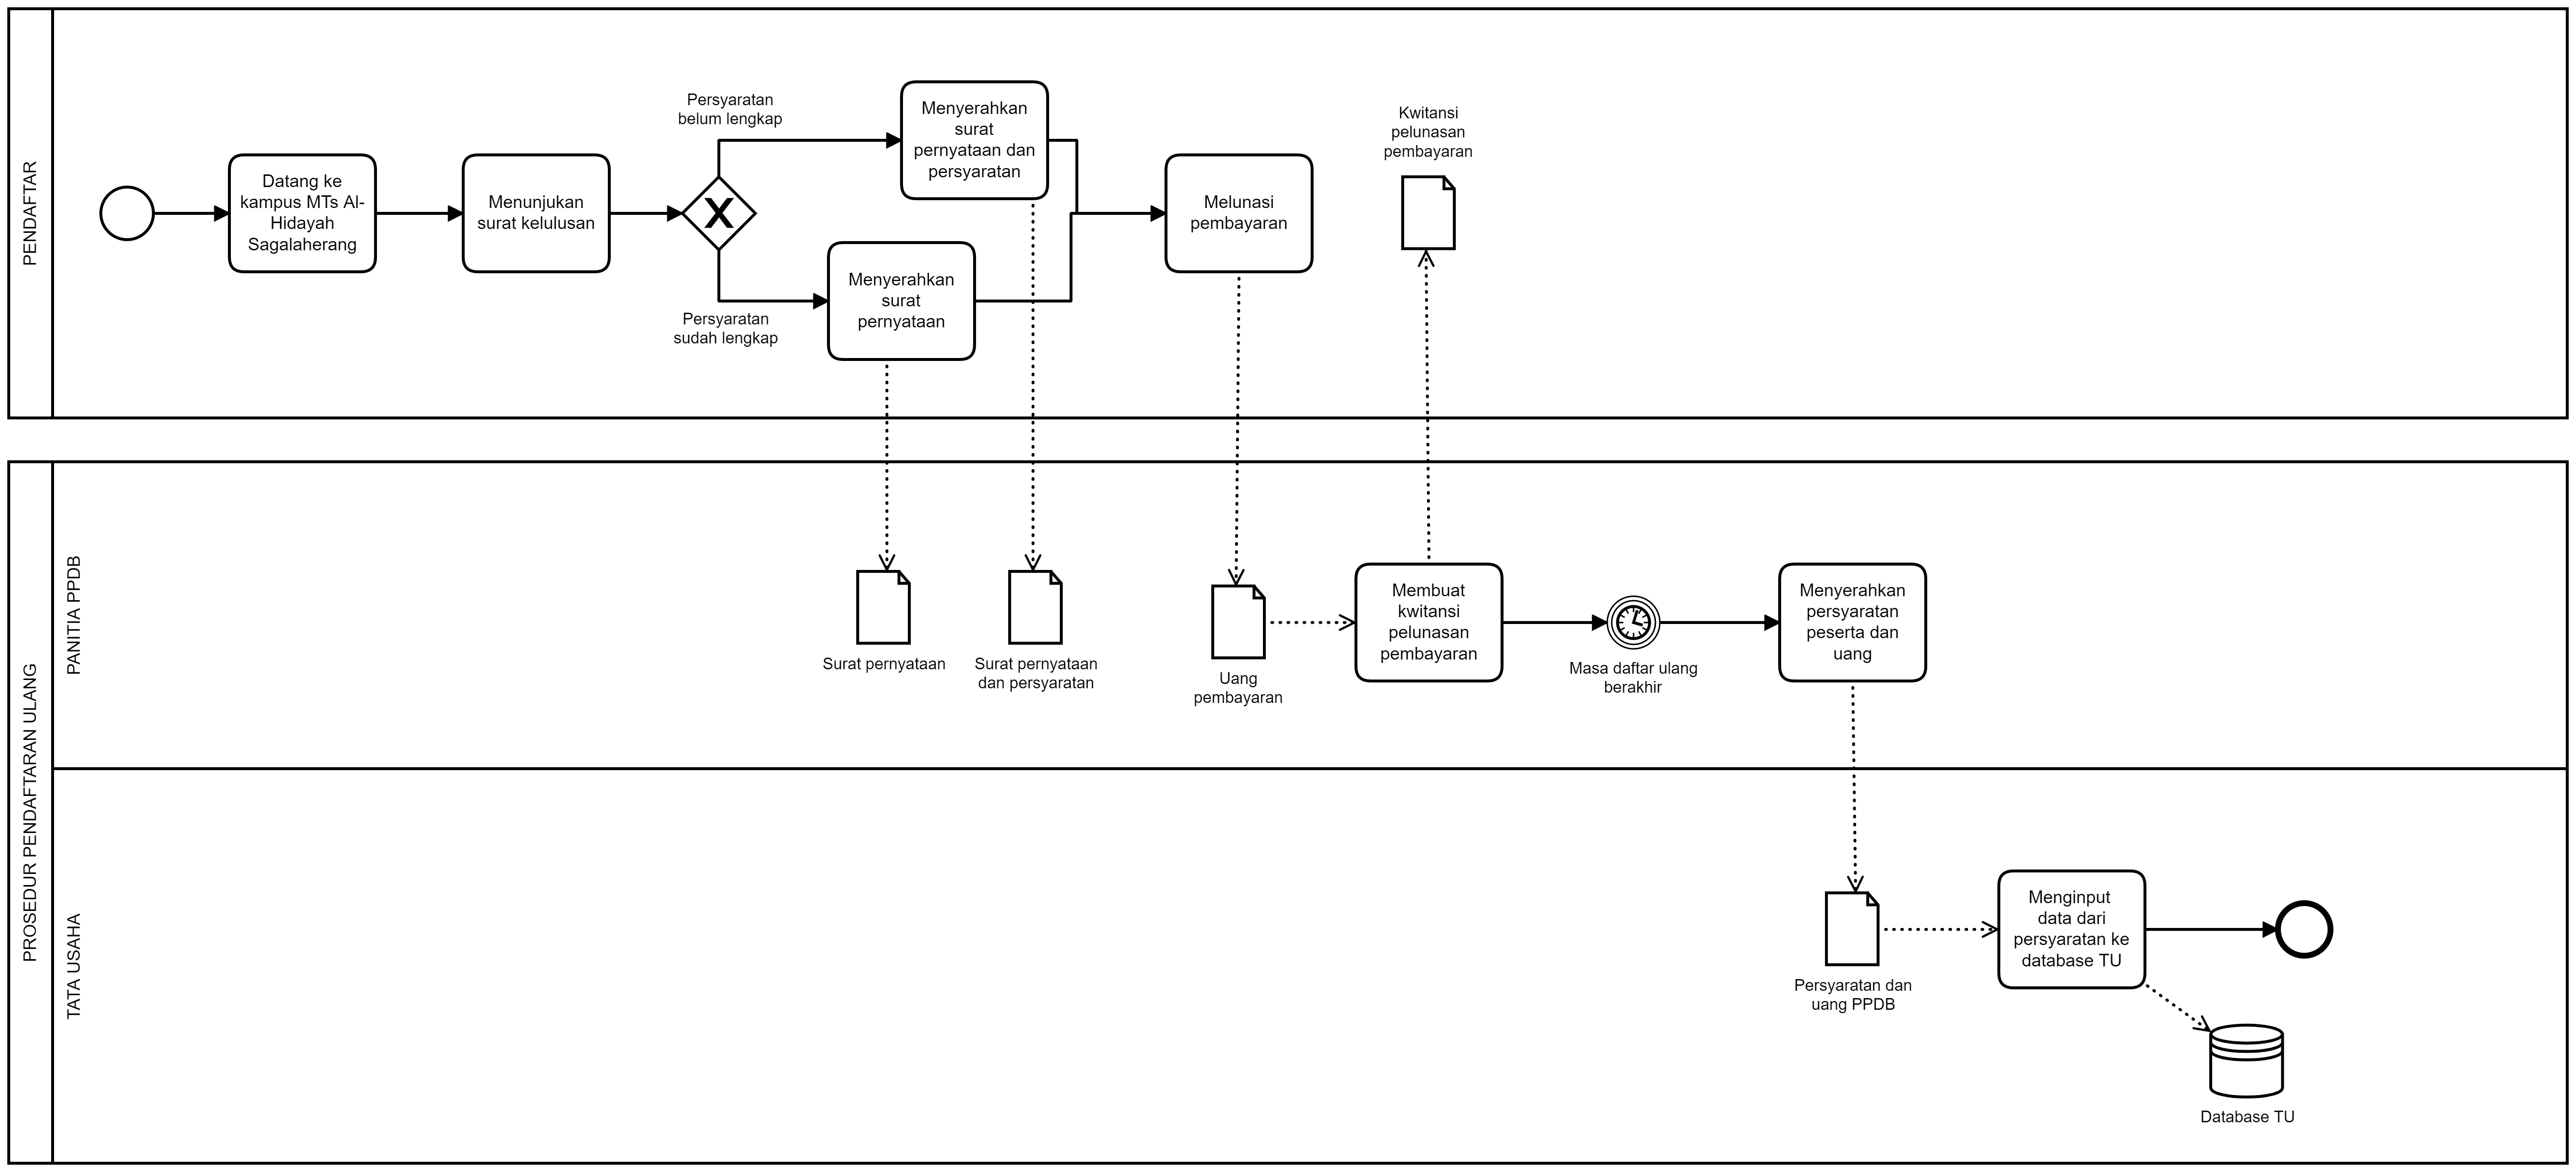 PENDAFTAR
Datang ke
kampus MTs Al-
Hidayah
Sagalaherang
Menunjukan
surat kelulusan
Persyaratan
belum lengkap
Persyaratan
sudah lengkap
Menyerahkan
surat
pernyataan dan
persyaratan
Menyerahkan
surat
pernyataan
Melunasi
pembayaran
Kwitansi
pelunasan
pembayaran
PROSEDUR PENDAFTARAN ULANG
PANITIA PPDB
Surat pernyataan
Surat pernyataan
dan persyaratan
Uang
pembayaran
Membuat
kwitansi
pelunasan
pembayaran
Masa daftar ulang
berakhir
Menyerahkan
persyaratan
peserta dan
uang
TATA USAHA
Persyaratan dan
uang PPDB
Menginput
data dari
persyaratan ke
database TU
Database TU